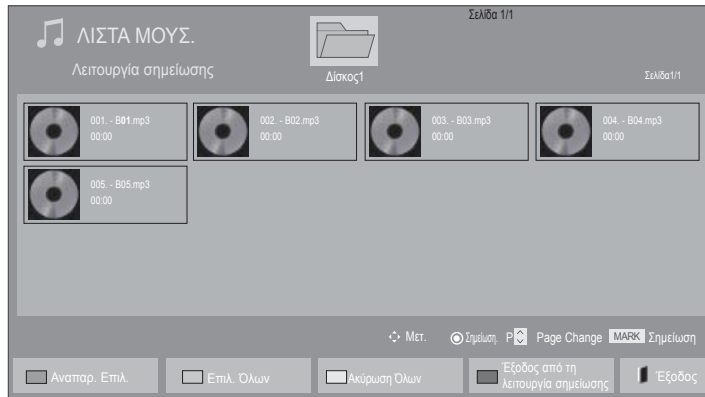 Σελίδα 1/1
ΛΙΣΤΑ ΜΟΥΣ.
Λειτουργία σημείωσης
Δίσκος1
Σελίδα1/1
001. - B01.mp3
00:00
002. - B02.mp3
00:00
003. - B03.mp3
00:00
004. - B04.mp3
00:00
005. - B05.mp3
00:00
Μετ. Σημείωση. P Page Change MARK Σημείωση
Αναπαρ. Επιλ.
Επιλ. Όλων
Ακύρωση Όλων
Έξοδος από τη
λειτουργία σημείωσης
Έξοδος